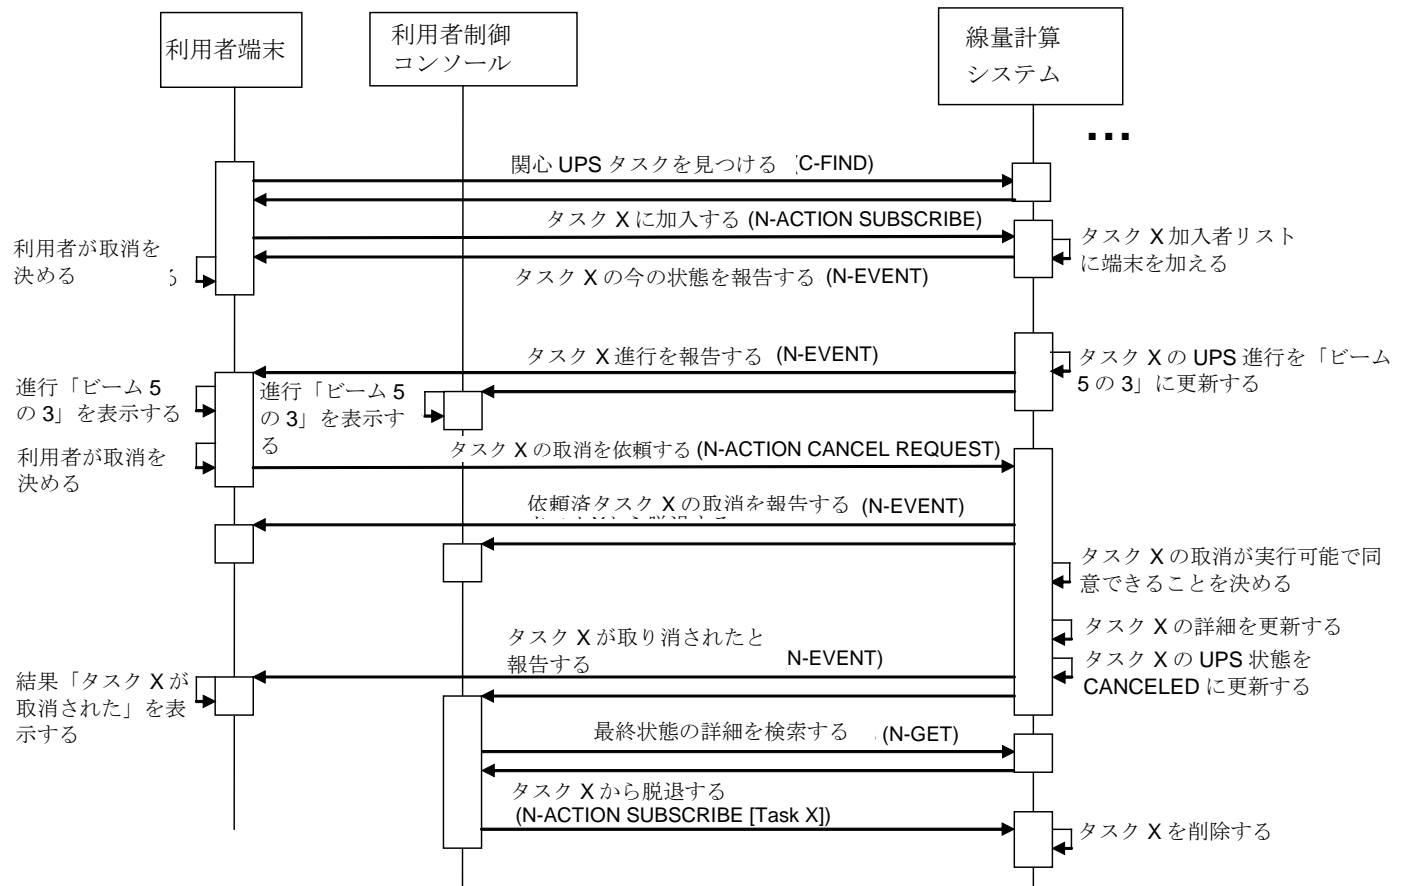 利用者端末
利用者制御
コンソール
線量計算
システム
...
関心 UPS タスクを見つける (C-FIND)
タスク X に加入する (N-ACTION SUBSCRIBE)
利用者が取消を
決める
タスク X 加入者リスト
に端末を加える
タスク X の今の状態を報告する (N-EVENT)
タスク X 進行を報告する (N-EVENT)
タスク X の UPS 進行を「ビーム
5 の 3」に更新する
進行「ビーム 5
の 3」を表示する
進行「ビーム 5
の 3」を表示す
る
利用者が取消を
決める
タスク X の取消を依頼する (N-ACTION CANCEL REQUEST)
依頼済タスク X の取消を報告する (N-EVENT)
タスク X の取消が実行可能で同
意できることを決める
タスク X の詳細を更新する
タスク X が取り消されたと
報告する
N-EVENT)
タスク X の UPS 状態を
CANCELED に更新する
結果「タスク X が
取消された」を表
示する
最終状態の詳細を検索する (N-GET)
タスク X から脱退する
(N-ACTION SUBSCRIBE [Task X])
タスク X を削除する